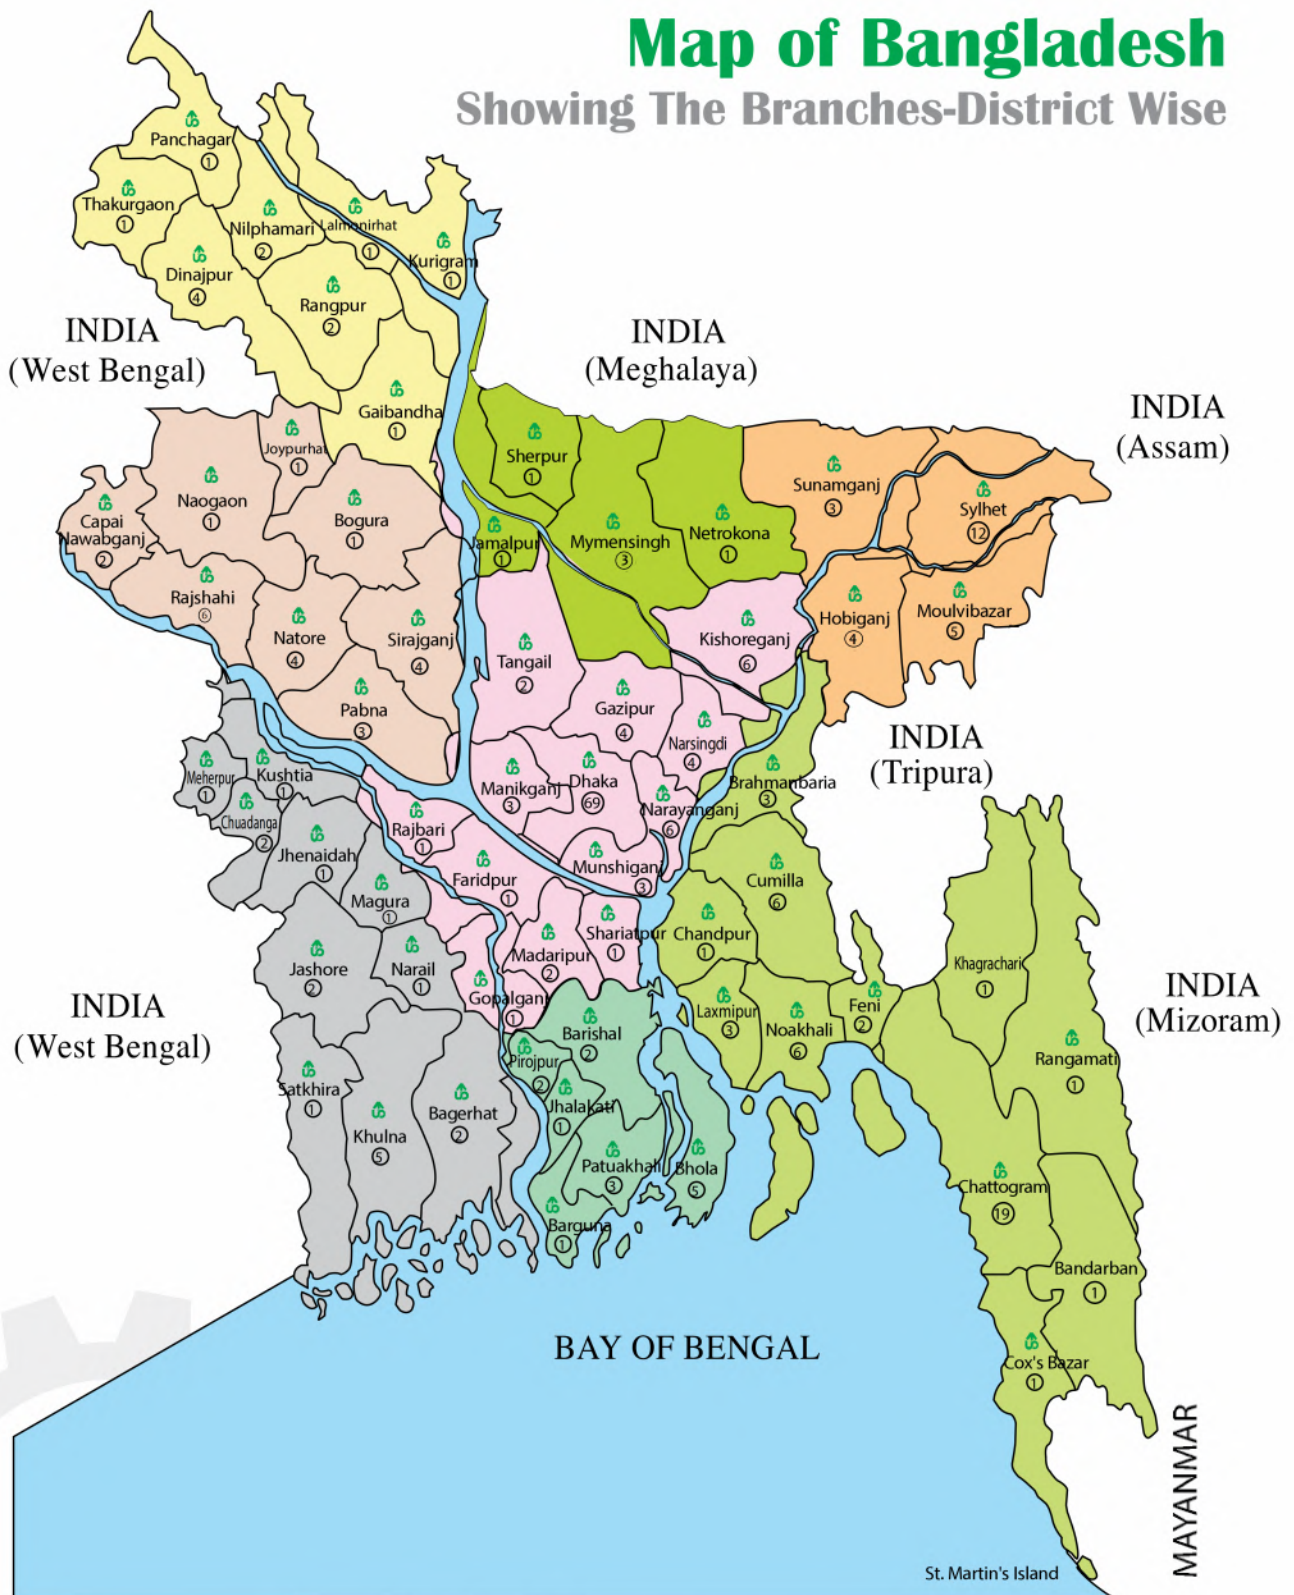 Map of Bangladesh
Showing The Branches-District Wise
Panchagar
1
Thakurgaon
1
Nilphamari
2
Lalmonirhat
1
Kurigram
1
Dinajpur
4
Rangpur
2
Gaibandha
1
INDIA
(West Bengal)
INDIA
(Meghalaya)
INDIA
(Assam)
Joypurhat
1
Naogaon
1
Bogura
1
Capai
Nawabganj
2
Rajshahi
6
Natore
4
Sirajganj
4
Pabna
3
Sherpur
1
Jamalpur
1
Mymensingh
3
Netrokona
1
Sunamganj
3
Sylhet
12
Hobiganj
4
Moulvibazar
5
Kishoreganj
6
Tangail
2
Gazipur
4
Narsingdi
4
Manikganj
3
Dhaka
69
Narayanganj
6
Munshiganj
3
Rajbari
1
Faridpur
1
Madaripur
2
Shariatpur
1
Gopalganj
1
INDIA
(Tripura)
Meherpur
1
Kushtia
1
Chuadanga
2
Jhenaidah
1
Magura
1
Jashore
2
Narail
1
Satkhira
1
Khulna
5
Bagerhat
2
INDIA
(West Bengal)
Brahmanbaria
3
Cumilla
6
Chandpur
1
Laxmipur
3
Noakhali
6
Feni
2
Khagrachari
1
Rangamati
1
INDIA
(Mizoram)
Barishal
2
Pirojpur
2
Jhalakati
1
Patuakhali
3
Bhola
5
Barguna
1
Chattogram
19
Bandarban
1
Cox's Bazar
1
BAY OF BENGAL
MAYANMAR
St. Martin's Island